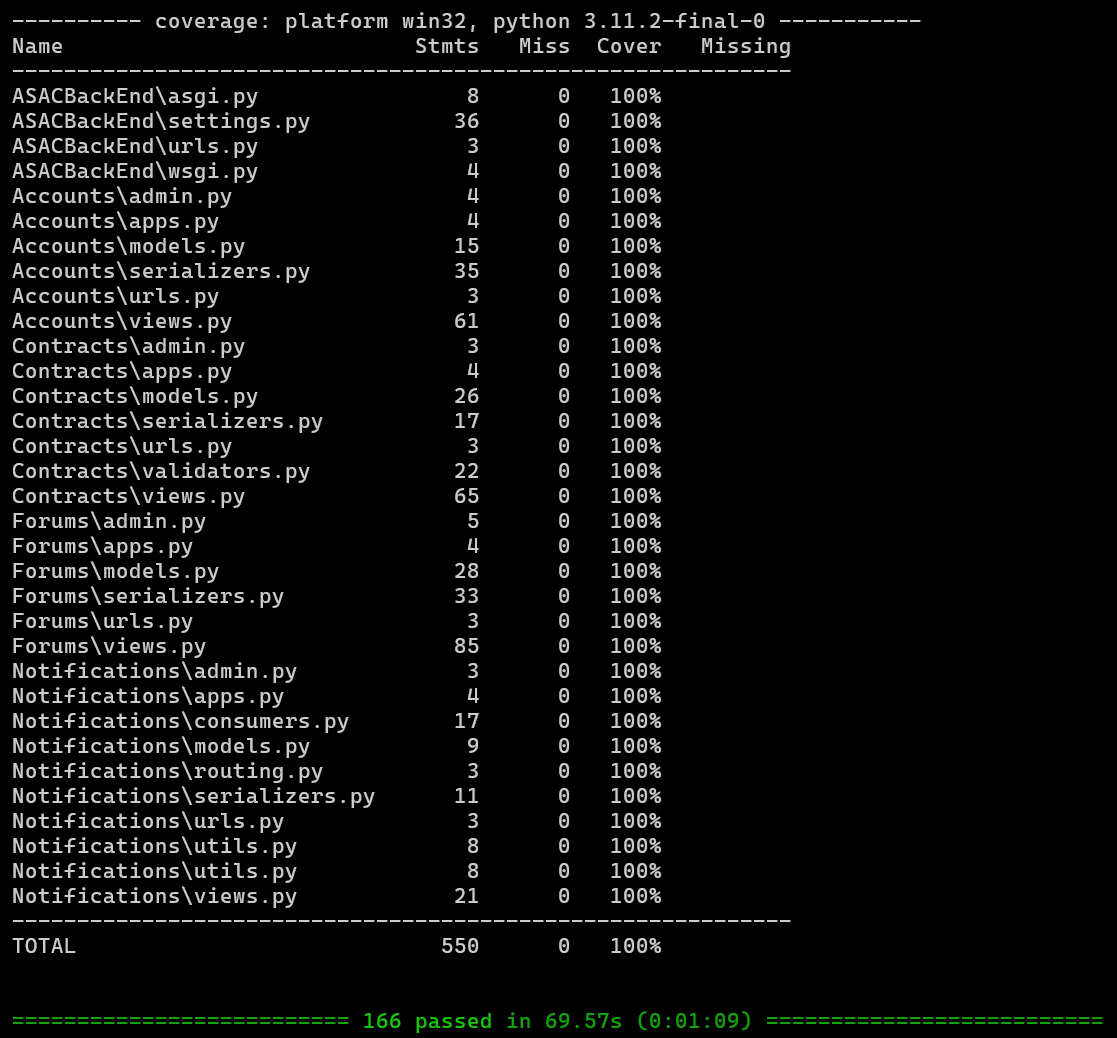 ---------- coverage: platform win32, python 3.11.2-final-0 -----------
Name                           Stmts   Miss  Cover   Missing
------------------------------------------------------------
ASACBackEnd\asgi.py                8      0   100%
ASACBackEnd\settings.py           36      0   100%
ASACBackEnd\urls.py                3      0   100%
ASACBackEnd\wsgi.py                4      0   100%
Accounts\admin.py                  4      0   100%
Accounts\apps.py                   4      0   100%
Accounts\models.py                15      0   100%
Accounts\serializers.py           35      0   100%
Accounts\urls.py                   3      0   100%
Accounts\views.py                 61      0   100%
Contracts\admin.py                 3      0   100%
Contracts\apps.py                  4      0   100%
Contracts\models.py               26      0   100%
Contracts\serializers.py          17      0   100%
Contracts\urls.py                  3      0   100%
Contracts\validators.py           22      0   100%
Contracts\views.py                65      0   100%
Forums\admin.py                    5      0   100%
Forums\apps.py                     4      0   100%
Forums\models.py                  28      0   100%
Forums\serializers.py             33      0   100%
Forums\urls.py                     3      0   100%
Forums\views.py                   85      0   100%
Notifications\admin.py             3      0   100%
Notifications\apps.py              4      0   100%
Notifications\consumers.py        17      0   100%
Notifications\models.py            9      0   100%
Notifications\routing.py           3      0   100%
Notifications\serializers.py      11      0   100%
Notifications\urls.py              3      0   100%
Notifications\utils.py             8      0   100%
Notifications\utils.py             8      0   100%
Notifications\views.py            21      0   100%
------------------------------------------------------------
TOTAL                            550      0   100%
========================== 166 passed in 69.57s (0:01:09) ==========================